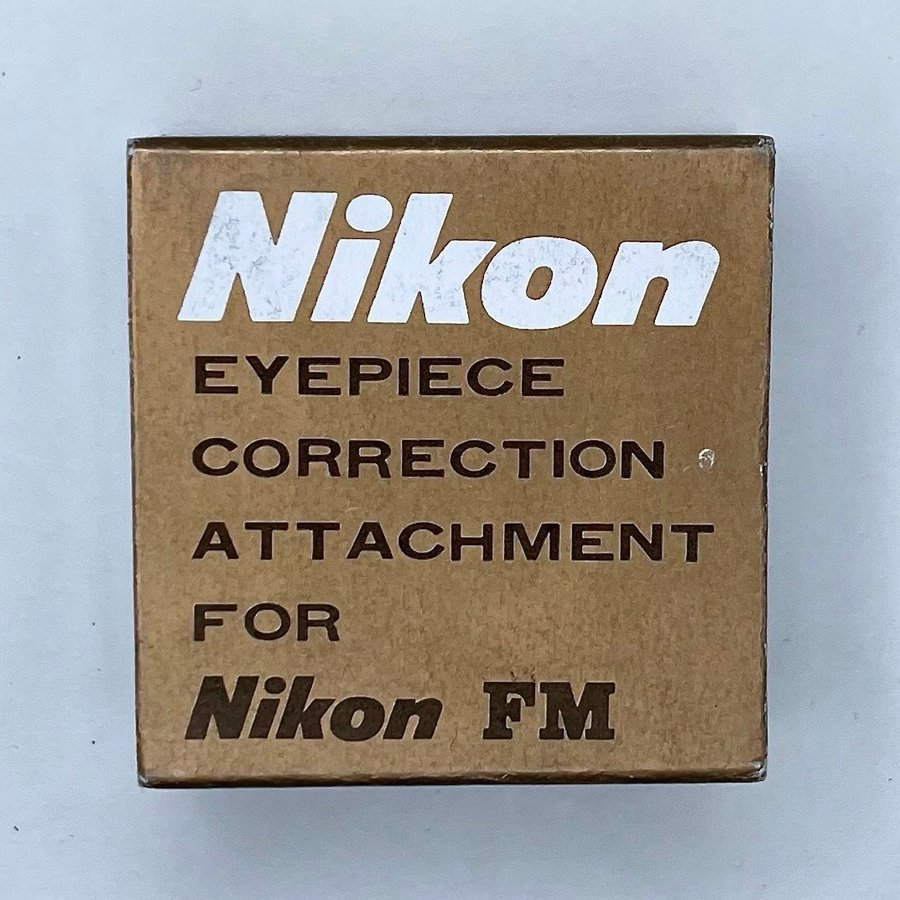 Nikon
EYEPIECE
CORRECTION
ATTACHMENT
FOR
Nikon FM